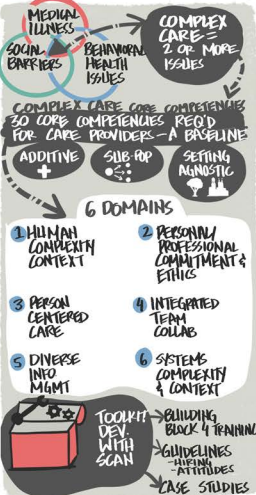 MEDICAL
ILLNESS
SOCIAL
BARRIERS
BEHAVIORAL
HEALTH
ISSUES
COMPLEX
CARE =
2 OR MORE
ISSUES
COMPLEX CARE CORE COMPETENCIES
30 CORE COMPETENCIES REQ'D
FOR CARE PROVIDERS - A BASELINE
ADDITIVE
+
SUB-POP
SETTING
AGNOSTIC
6 DOMAINS
1 HUMAN
COMPLEXITY
CONTEXT
2 PERSONAL/
PROFESSIONAL
COMMITMENT &
ETHICS
3 PERSON
CENTERED
CARE
4 INTEGRATED
TEAM
COLLAB
5 DIVERSE
INFO
MGMT
6 SYSTEMS
COMPLEXITY
& CONTEXT
TOOLKIT
DEV.
WITH
SCAN
BUILDING
BLOCK 4 TRAINING
GUIDELINES
-HIRING
-ATTITUDES
CASE STUDIES